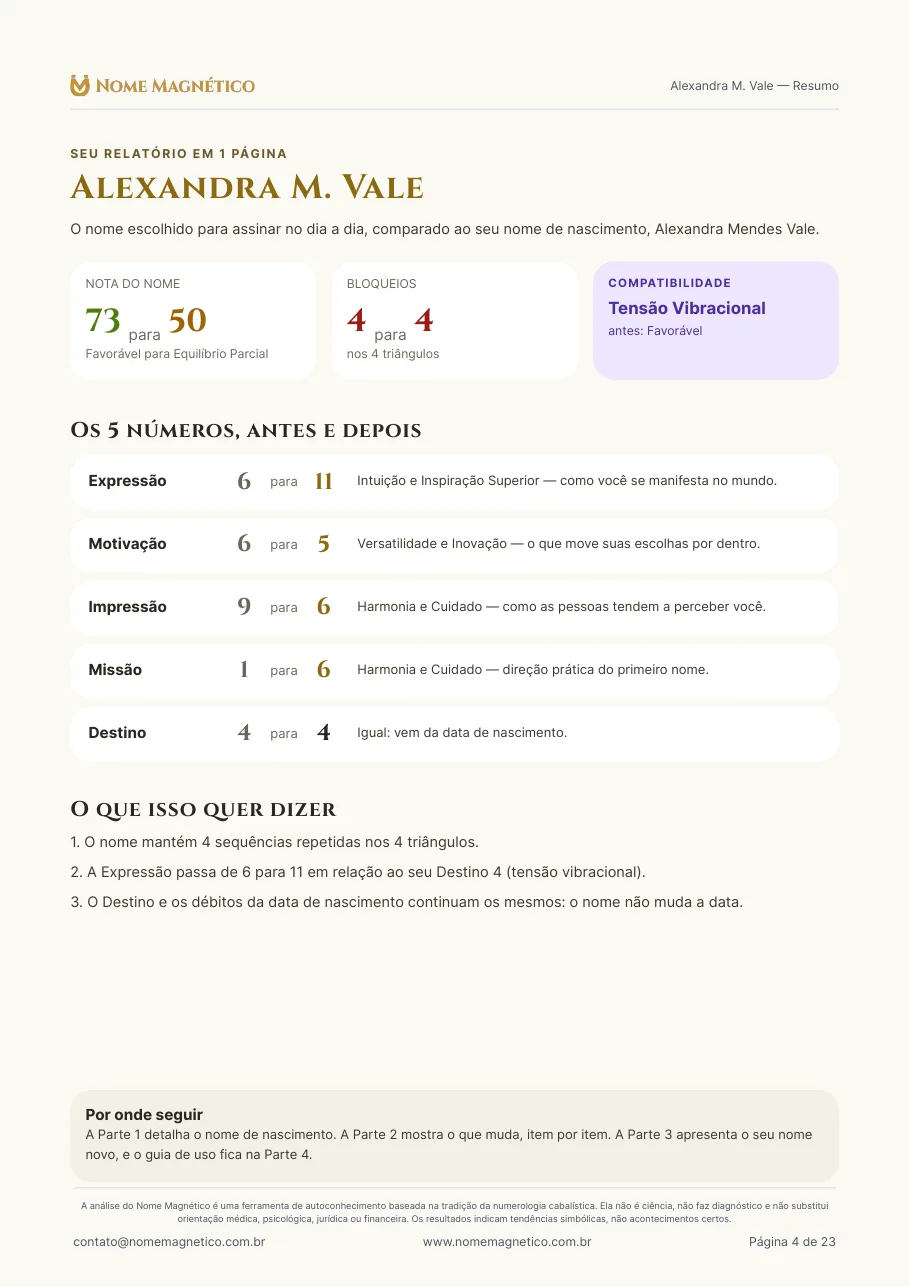 NOME MAGNÉTICO
Alexandra M. Vale — Resumo
SEU RELATÓRIO EM 1 PÁGINA
ALEXANDRA M. VALE
O nome escolhido para assinar no dia a dia, comparado ao seu nome de nascimento, Alexandra Mendes Vale.
NOTA DO NOME
73 para 50
Favorável para Equilíbrio Parcial
BLOQUEIOS
4 para 4
nos 4 triângulos
COMPATIBILIDADE
Tensão Vibracional
antes: Favorável
OS 5 NÚMEROS, ANTES E DEPOIS
Expressão 6 para 11 Intuição e Inspiração Superior — como você se manifesta no mundo.
Motivação 6 para 5 Versatilidade e Inovação — o que move suas escolhas por dentro.
Impressão 9 para 6 Harmonia e Cuidado — como as pessoas tendem a perceber você.
Missão 1 para 6 Harmonia e Cuidado — direção prática do primeiro nome.
Destino 4 para 4 Igual: vem da data de nascimento.
O QUE ISSO QUER DIZER
1. O nome mantém 4 sequências repetidas nos 4 triângulos.
2. A Expressão passa de 6 para 11 em relação ao seu Destino 4 (tensão vibracional).
3. O Destino e os débitos da data de nascimento continuam os mesmos: o nome não muda a data.
Por onde seguir
A Parte 1 detalha o nome de nascimento. A Parte 2 mostra o que muda, item por item. A Parte 3 apresenta o seu nome
novo, e o guia de uso fica na Parte 4.
A análise do Nome Magnético é uma ferramenta de autoconhecimento baseada na tradição da numerologia cabalística. Ela não é ciência, não faz diagnóstico e não substitui
orientação médica, psicológica, jurídica ou financeira. Os resultados indicam tendências simbólicas, não acontecimentos certos.
contato@nomemagnetico.com.br
www.nomemagnetico.com.br
Página 4 de 23